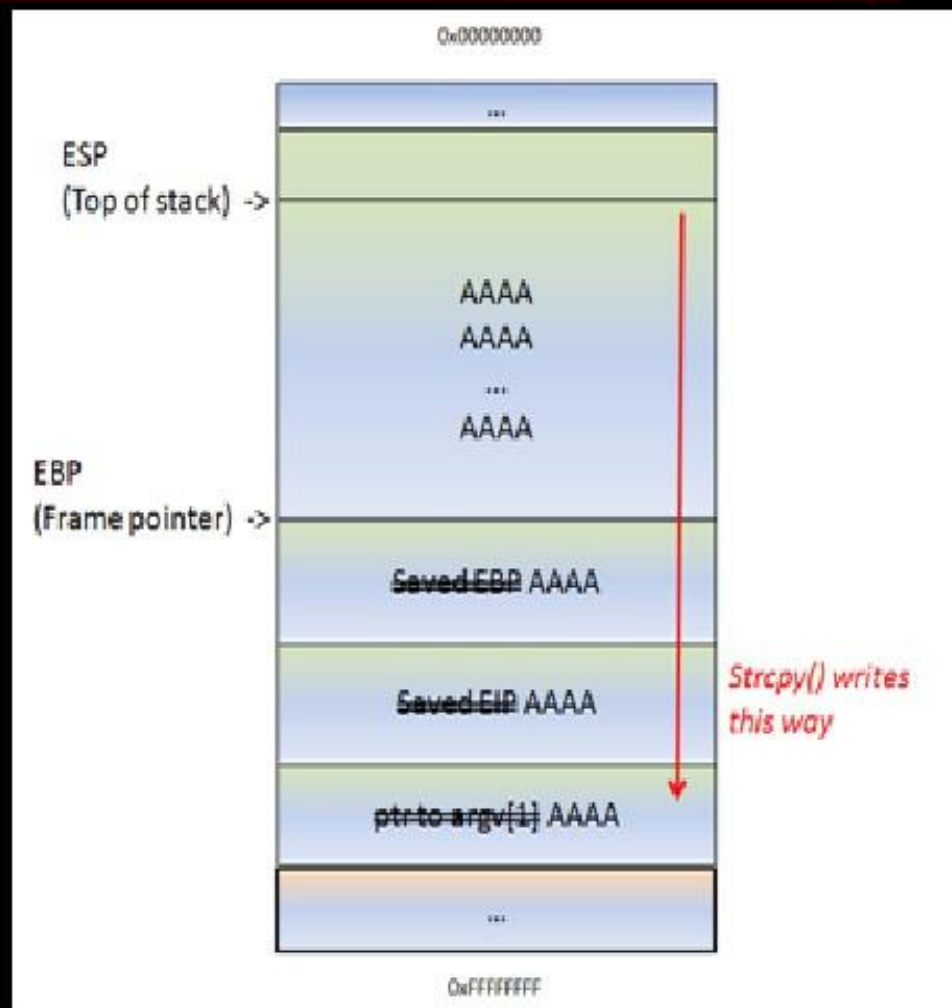 0x00000000
...
ESP
(Top of stack) ->
AAAA
AAAA
...
AAAA
EBP
(Frame pointer) ->
Saved EBP AAAA
Saved EIP AAAA
Strcpy() writes
this way
ptr to argv[1] AAAA
...
0xFFFFFFFF